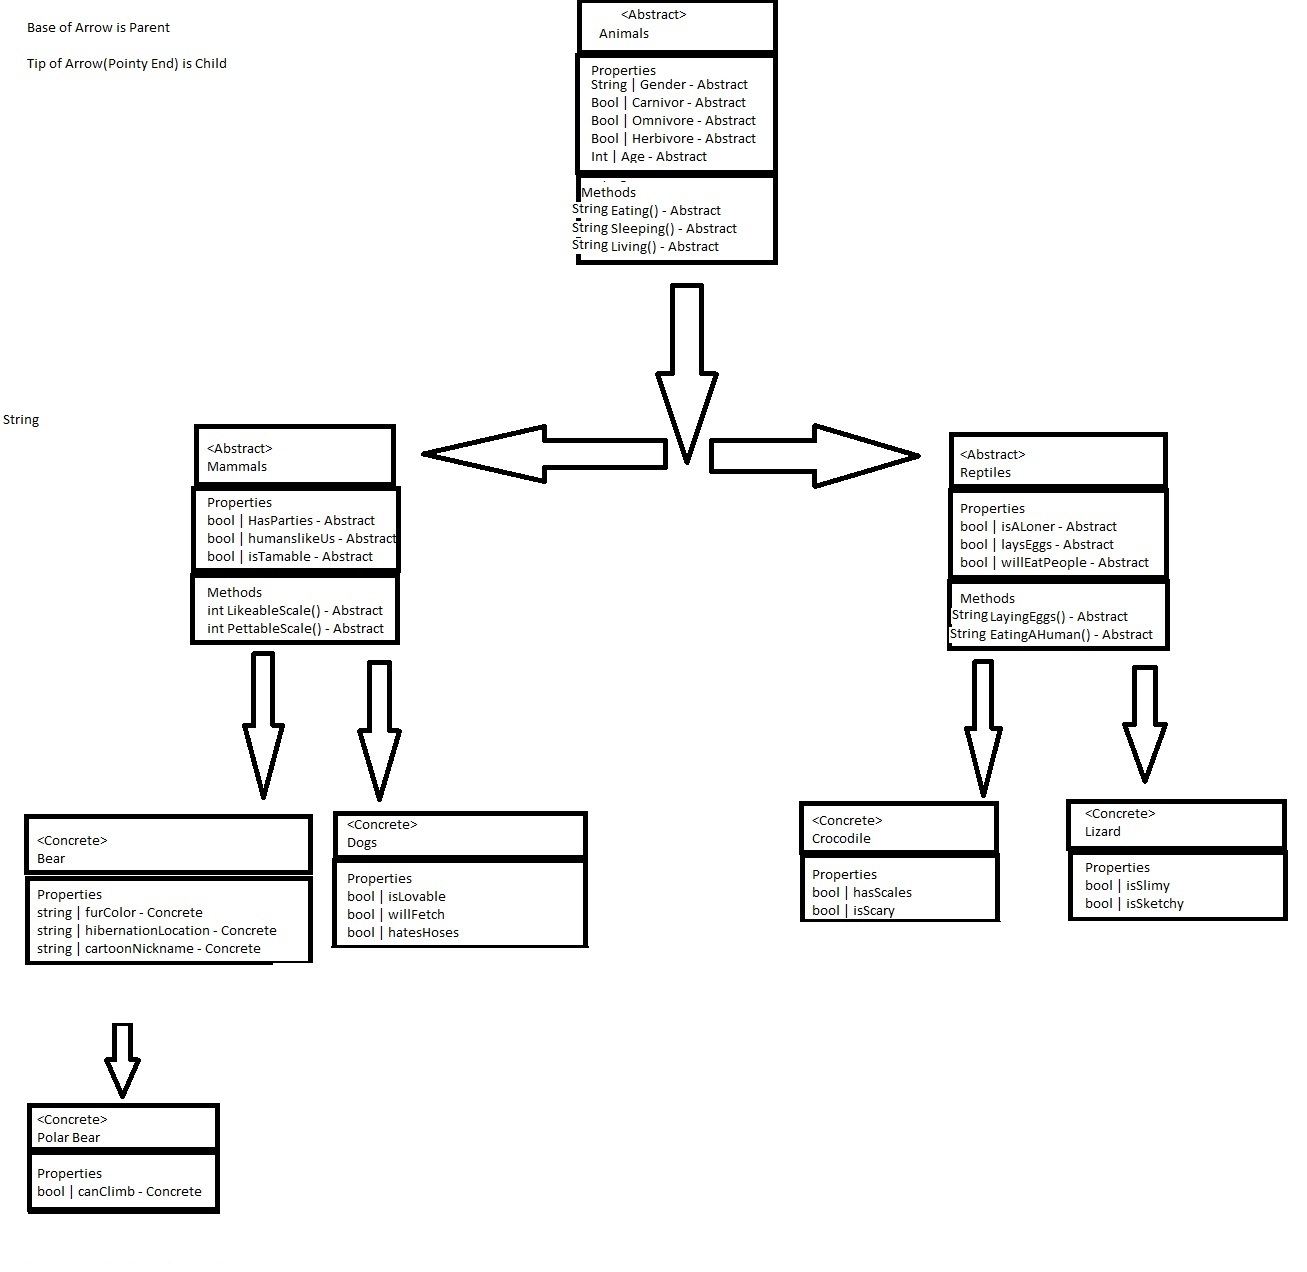 Base of Arrow is Parent
Tip of Arrow(Pointy End) is Child
<Abstract>
Animals
Properties
String | Gender - Abstract
Bool | Carnivor - Abstract
Bool | Omnivore - Abstract
Bool | Herbivore - Abstract
Int | Age - Abstract
Methods
String Eating() - Abstract
String Sleeping() - Abstract
String Living() - Abstract
String
<Abstract>
Mammals
Properties
bool | HasParties - Abstract
bool | humanslikeUs - Abstract
bool | isTamable - Abstract
Methods
int LikeableScale() - Abstract
int PettableScale() - Abstract
<Abstract>
Reptiles
Properties
bool | isALoner - Abstract
bool | laysEggs - Abstract
bool | willEatPeople - Abstract
Methods
String LayingEggs() - Abstract
String EatingAHuman() - Abstract
<Concrete>
Bear
Properties
string | furColor - Concrete
string | hibernationLocation - Concrete
string | cartoonNickname - Concrete
<Concrete>
Dogs
Properties
bool | isLovable
bool | willFetch
bool | hatesHoses
<Concrete>
Crocodile
Properties
bool | hasScales
bool | isScary
<Concrete>
Lizard
Properties
bool | isSlimy
bool | isSketchy
<Concrete>
Polar Bear
Properties
bool | canClimb - Concrete